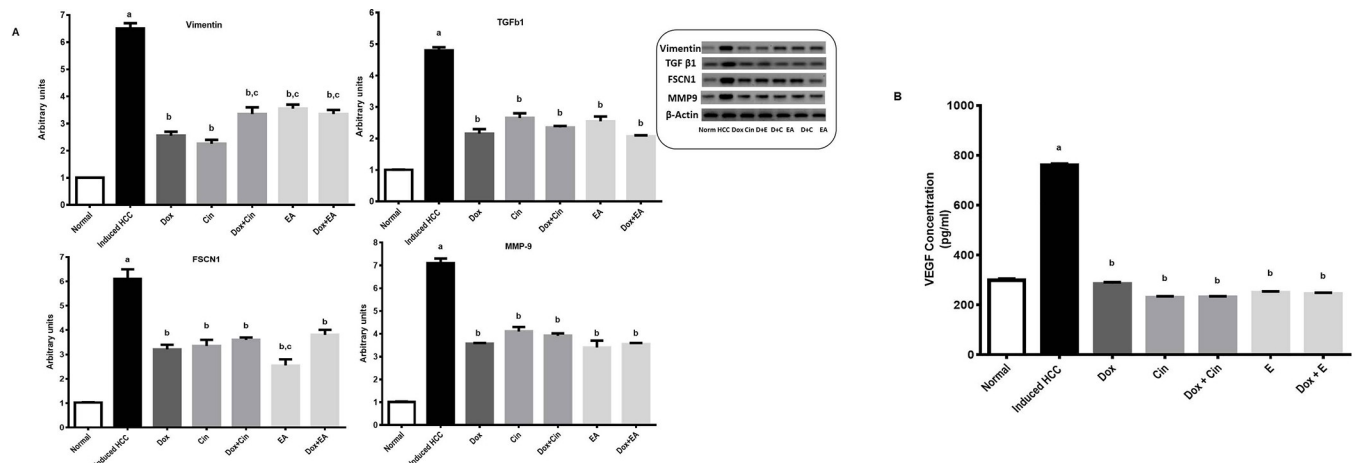 A
Vimentin
Arbitrary units
7
6
5
4
3
2
1
a
b
b
b,c
b,c
b,c
Normal
Induced HCC
Dox
Cin
Dox+Cin
EA
Dox+EA
TGFb1
Arbitrary units
6
5
4
3
2
1
0
a
b
b
b
b
b
Normal
Induced HCC
Dox
Cin
Dox+Cin
EA
Dox+EA
Vimentin
TGF β1
FSCN1
MMP9
β-Actin
Norm HCC Dox Cin D+E D+C EA D+C EA
FSCN1
Arbitrary units
7
6
5
4
3
2
1
0
a
b
b
b
b,c
b
Normal
Induced HCC
Dox
Cin
Dox+Cin
EA
Dox+EA
MMP-9
Arbitrary units
8
7
6
5
4
3
2
1
0
a
b
b
b
b
b
Normal
Induced HCC
Dox
Cin
Dox+Cin
EA
Dox+EA
B
VEGF Concentration
(pg/ml)
1000
800
600
400
200
0
a
b
b
b
b
b
Normal
Induced HCC
Dox
Cin
Dox + Cin
E
Dox + E